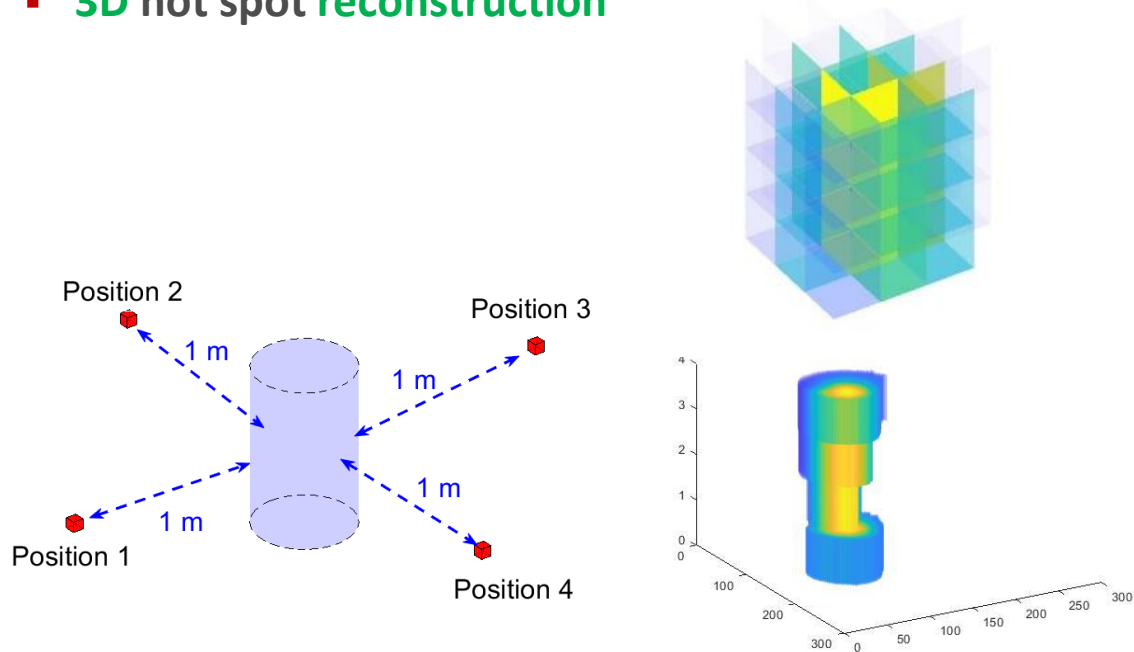 3D hot spot reconstruction
Position 2
Position 3
1 m
1 m
1 m
1 m
Position 1
Position 4
4
3
2
1
0
0
100
200
300
0
50
100
150
200
250
300